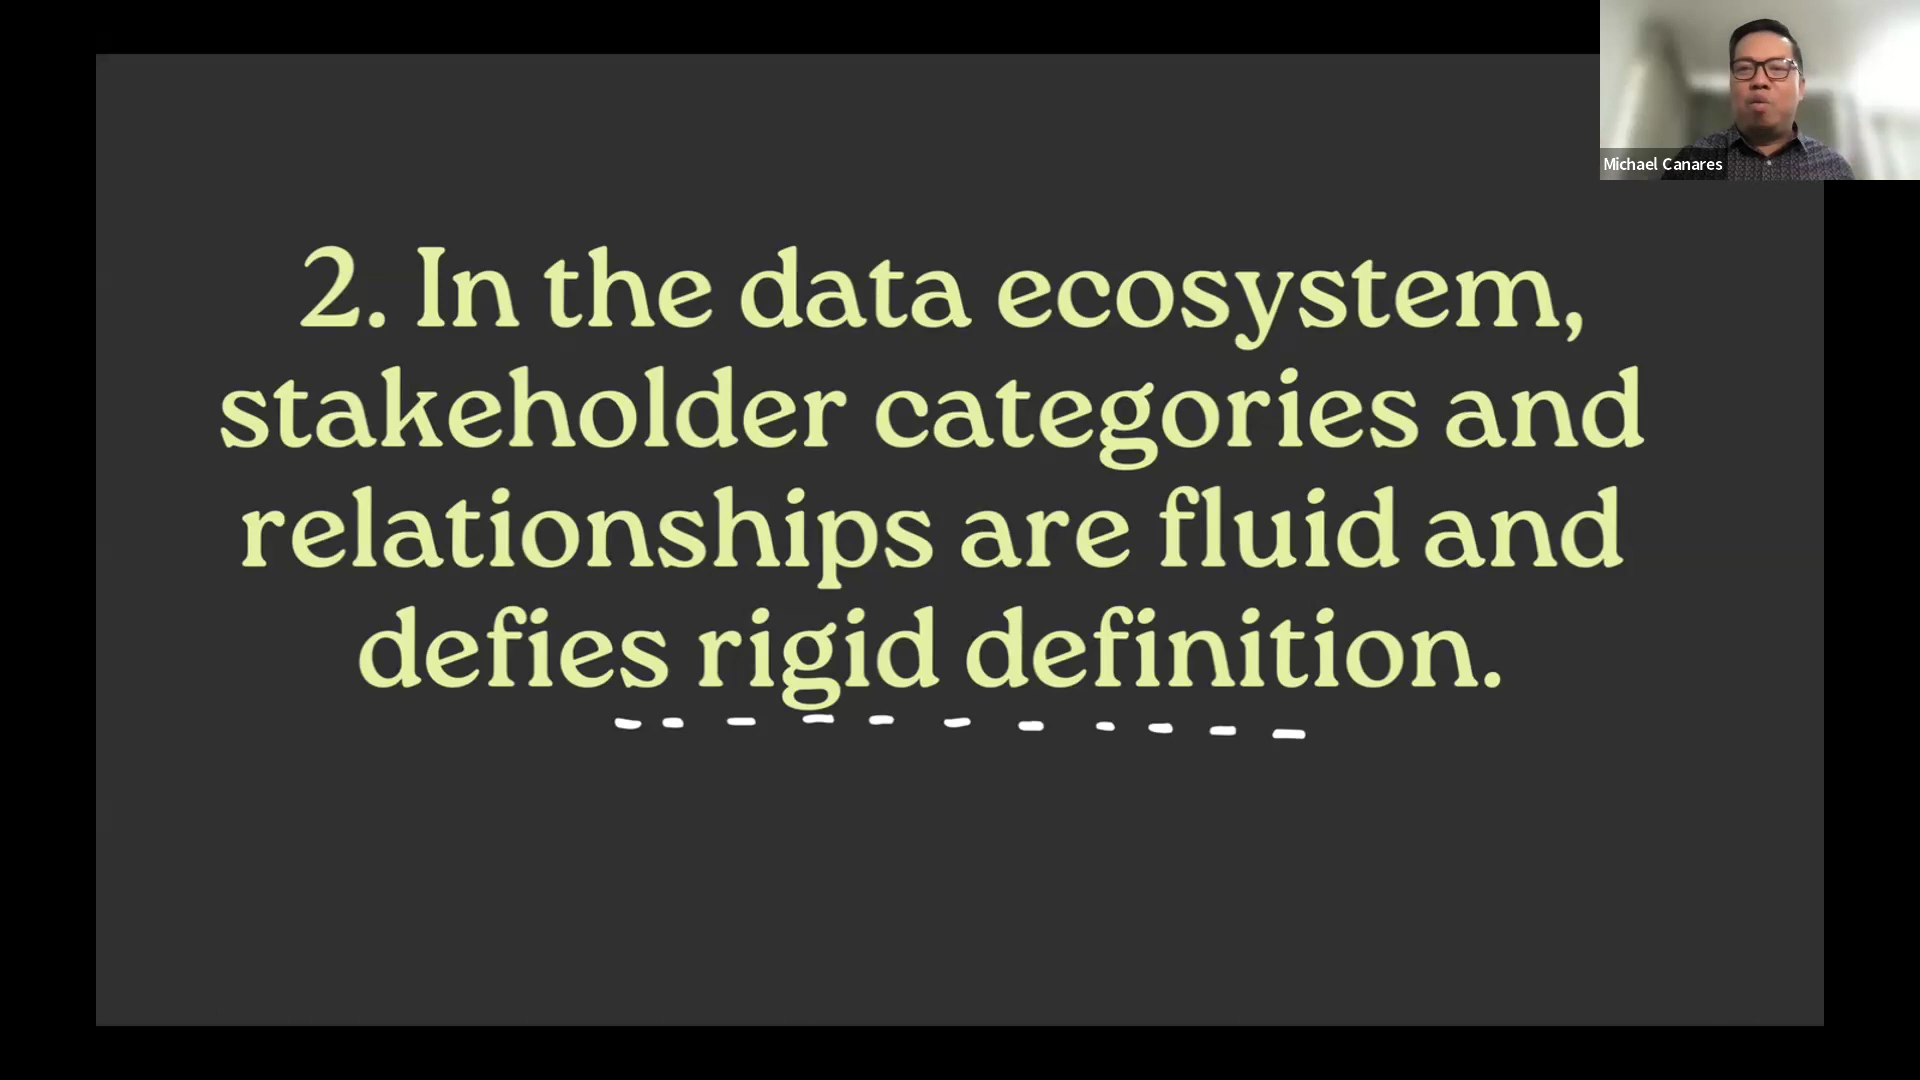 Michael Canares
2. In the data ecosystem,
stakeholder categories and
relationships are fluid and
defies rigid definition.